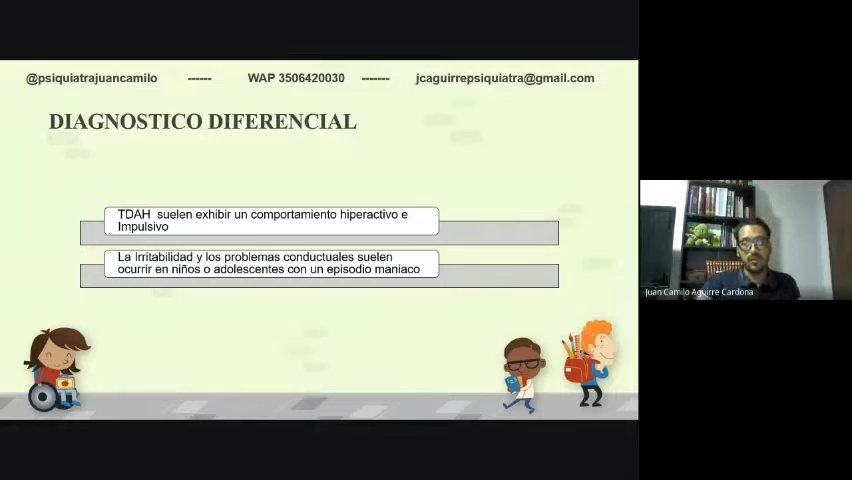 @psiquiatrajuancamilo ------ WAP 3506420030 ------- jcaguirrepsiquiatra@gmail.com
DIAGNOSTICO DIFERENCIAL
TDAH suelen exhibir un comportamiento hiperactivo e
Impulsivo
La Irritabilidad y los problemas conductuales suelen
ocurrir en niños o adolescentes con un episodio maniaco
Juan Camilo Aguirre Cardona